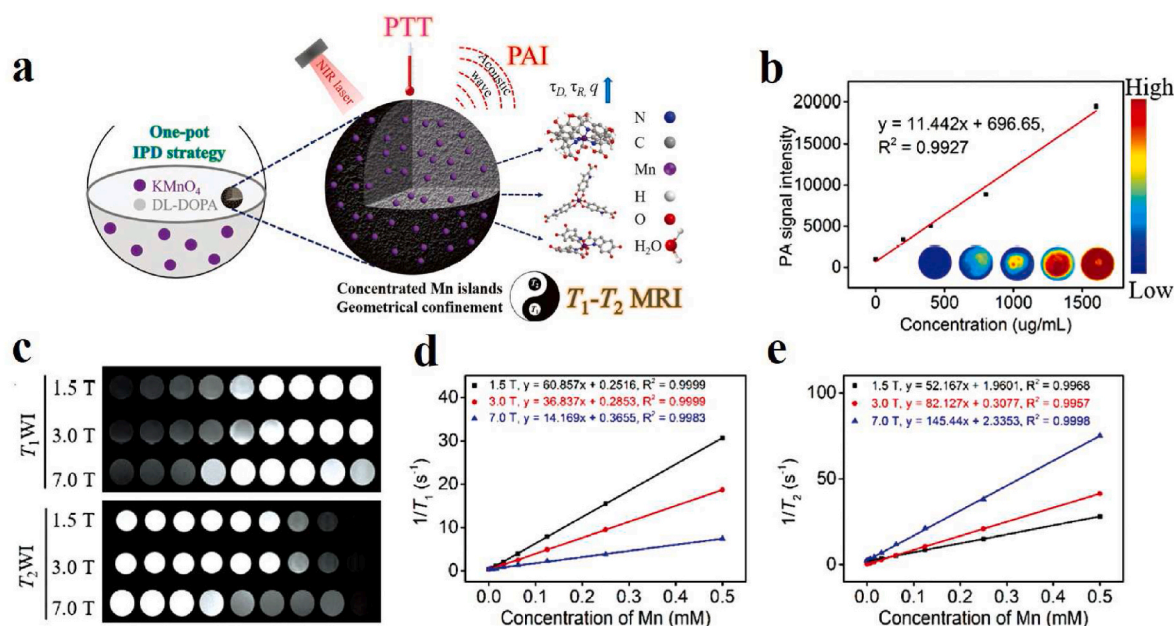 a
PTT
PAI
NIR laser
Acoustic
wave
τD, τR, q
One-pot
IPD strategy
KMnO₄
DL-DOPA
N
C
Mn
H
O
H₂O
Concentrated Mn islands
Geometrical confinement
T₂
T₁
T₁-T₂ MRI
b
PA signal intensity
20000
15000
10000
5000
0
y = 11.442x + 696.65,
R² = 0.9927
0 500 1000 1500
Concentration (ug/mL)
High
Low
c
T₁WI
1.5 T
3.0 T
7.0 T
T₂WI
1.5 T
3.0 T
7.0 T
d
1/T₁ (s⁻¹)
40
30
20
10
0
1.5 T, y = 60.857x + 0.2516, R² = 0.9999
3.0 T, y = 36.837x + 0.2853, R² = 0.9999
7.0 T, y = 14.169x + 0.3655, R² = 0.9983
0.0 0.1 0.2 0.3 0.4 0.5
Concentration of Mn (mM)
e
1/T₂ (s⁻¹)
100
50
0
1.5 T, y = 52.167x + 1.9601, R² = 0.9968
3.0 T, y = 82.127x + 0.3077, R² = 0.9957
7.0 T, y = 145.44x + 2.3353, R² = 0.9998
0.0 0.1 0.2 0.3 0.4 0.5
Concentration of Mn (mM)